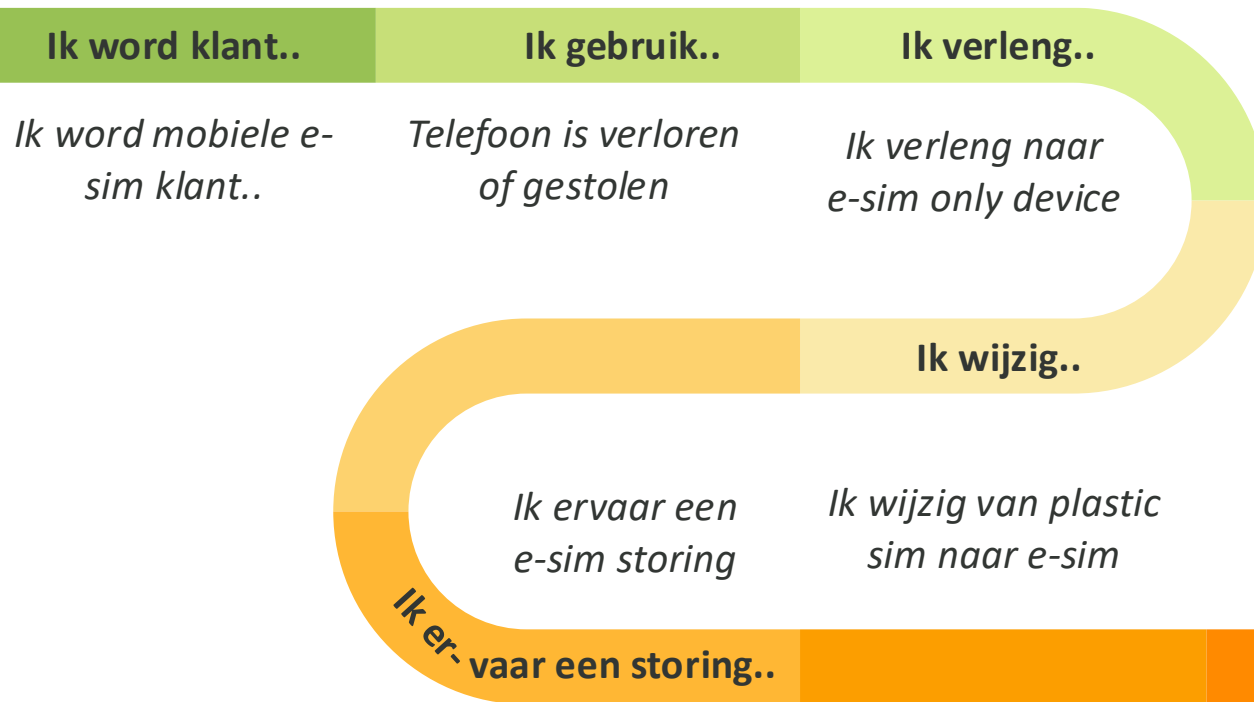 Ik word klant..
Ik gebruik..
Ik verleng..
Ik word mobiele e-
sim klant..
Telefoon is verloren
of gestolen
Ik verleng naar
e-sim only device
Ik wijzig..
Ik ervaar een
e-sim storing
Ik wijzig van plastic
sim naar e-sim
Ik er- vaar een storing..